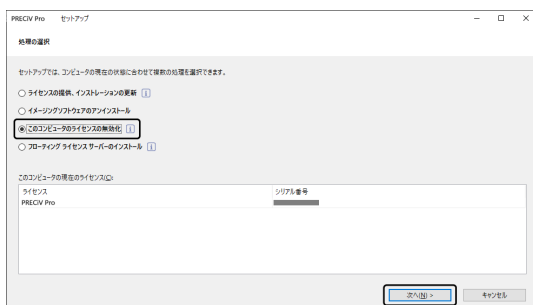 PRECiV Pro セットアップ
処理の選択
セットアップでは、コンピュータの現在の状態に合わせて複数の処理を選択できます。
ライセンスの提供、インストレーションの更新
イメージングソフトウェアのアンインストール
このコンピュータのライセンスの無効化
フローティング ライセンス サーバーのインストール
このコンピュータの現在のライセンス(C):
ライセンス シリアル番号
PRECiV Pro
次へ(N) > キャンセル